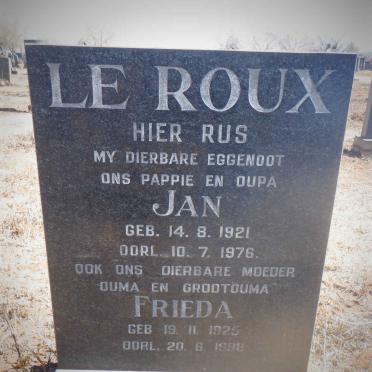 LE ROUX
HIER RUS
MY DIERBARE EGGENOOT
ONS PAPPIE EN OUPA
JAN
GEB. 14. 8. 1921
OORL. 10. 7. 1976.
OOK ONS DIERBARE MOEDER
OUMA EN GROOTOUMA
FRIEDA
GEB 19. 11. 1925
OORL. 20. 6.